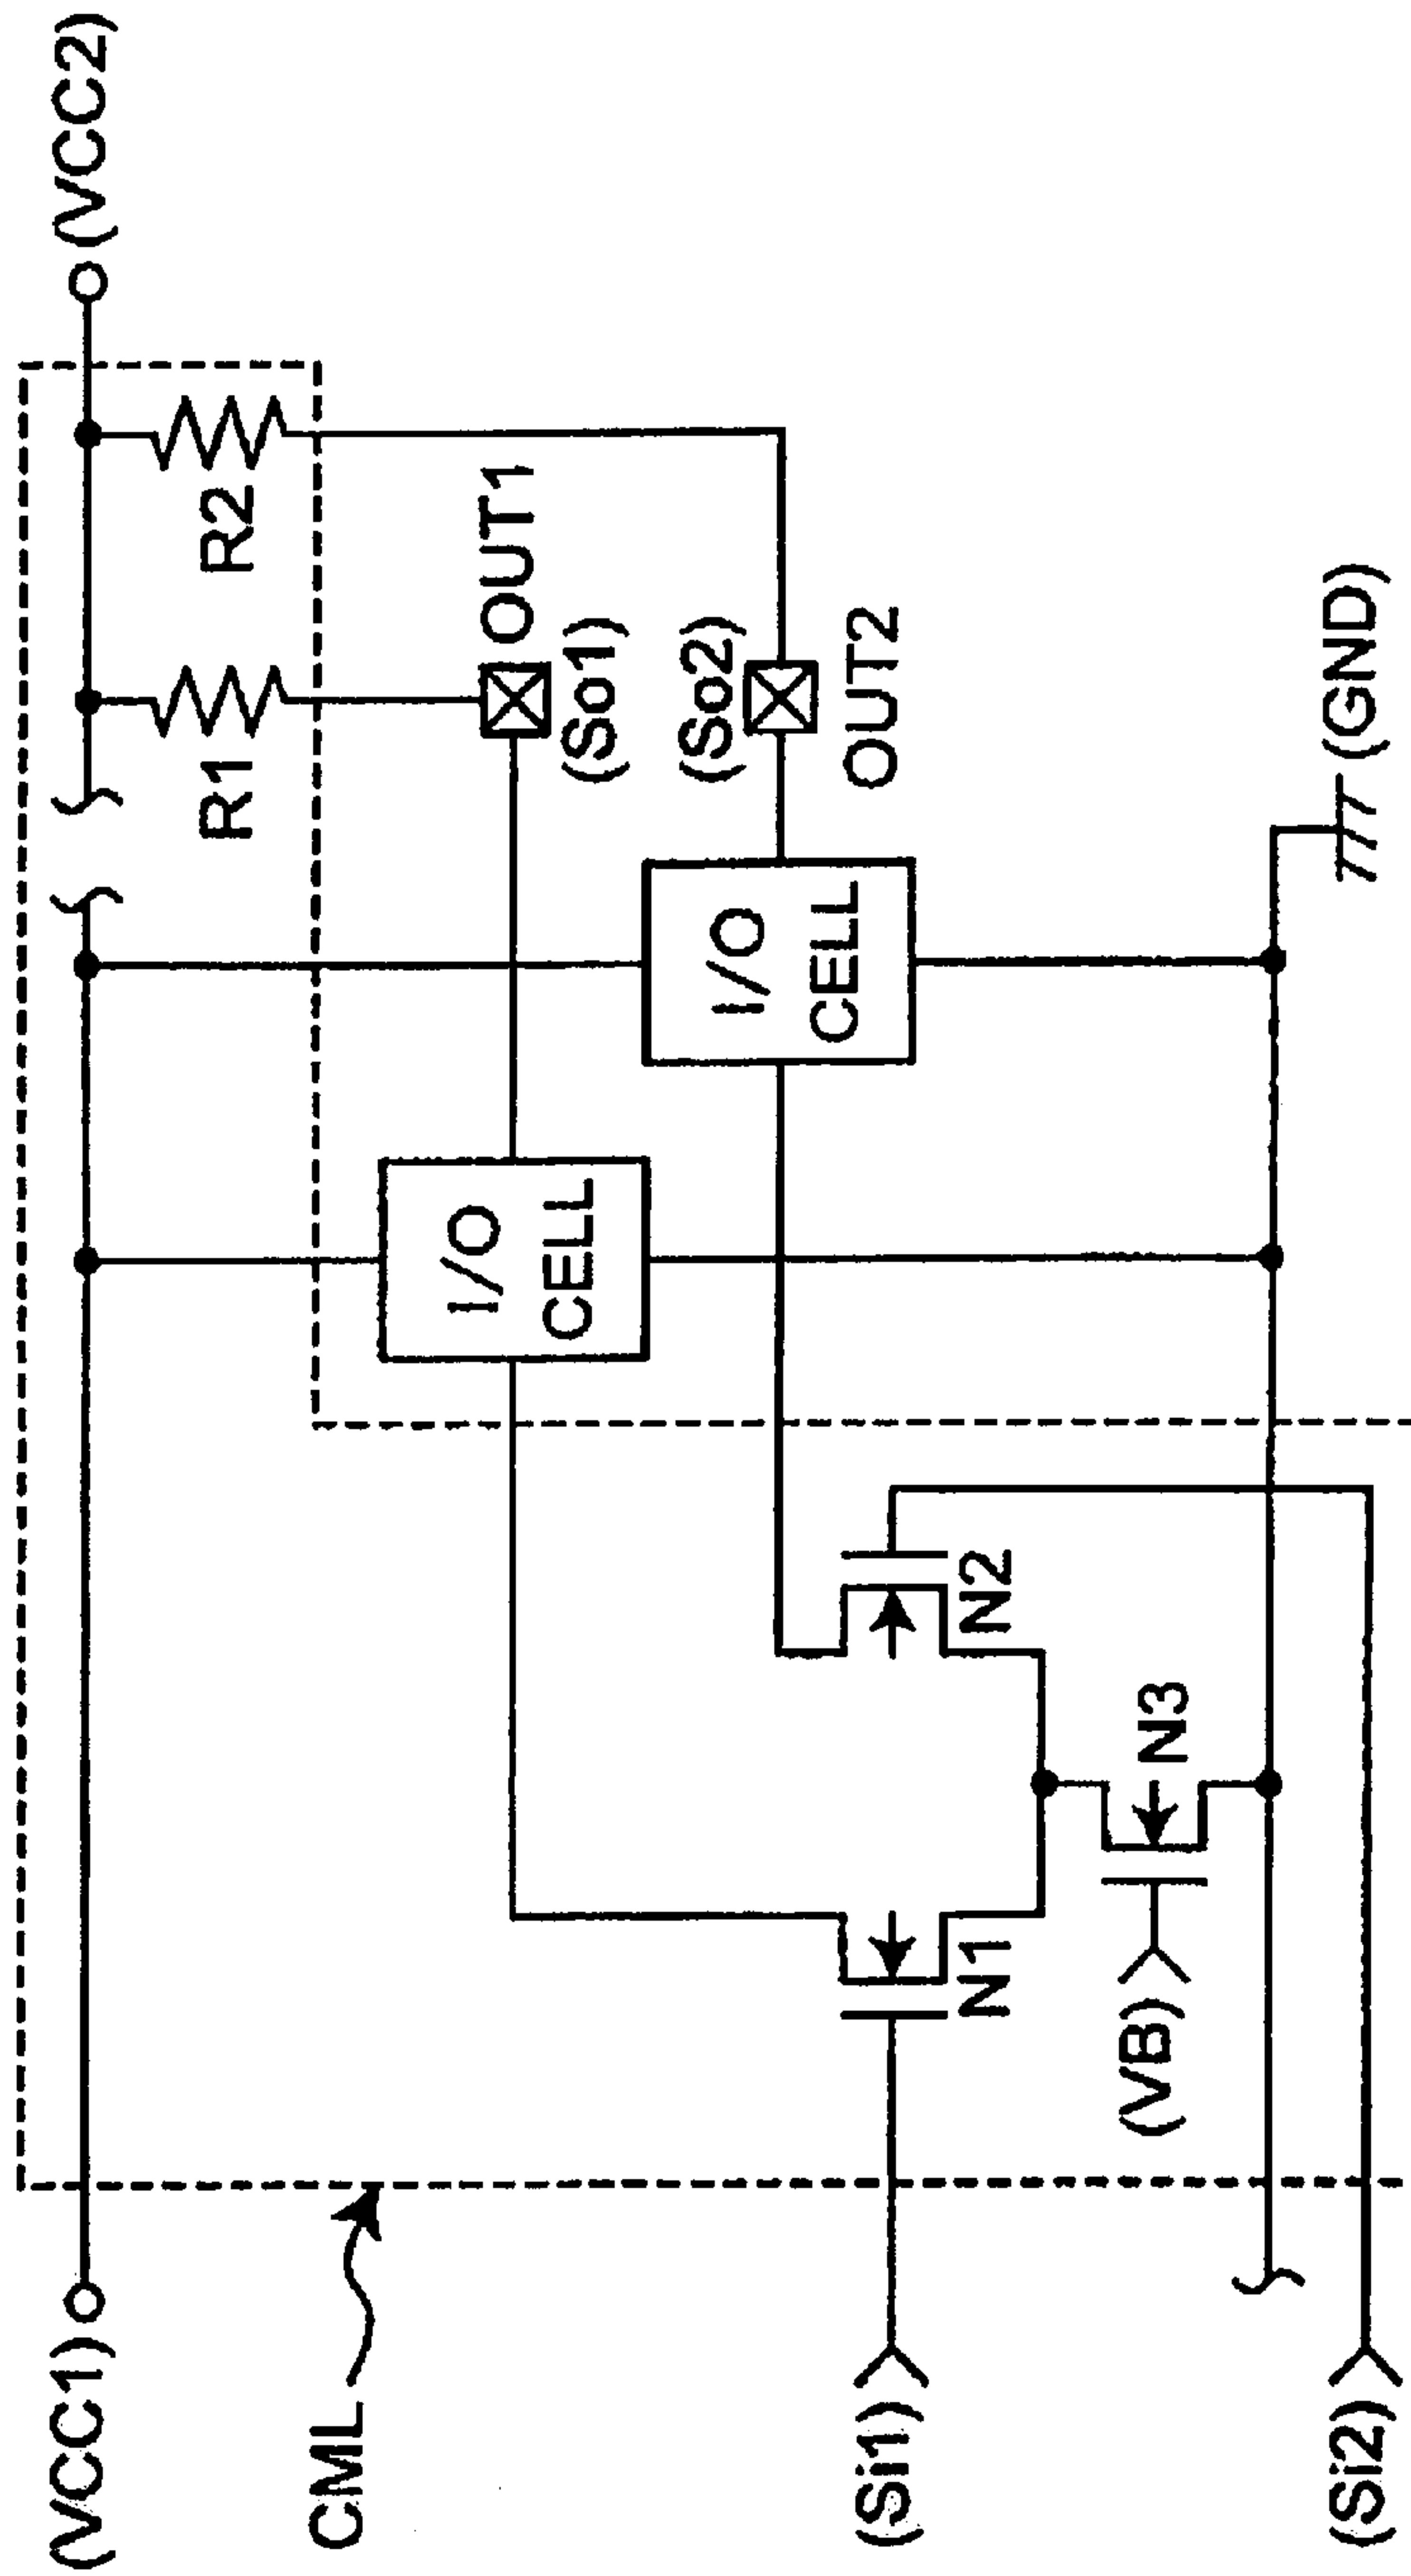 (VCC1)
(VCC2)
CML
R1
R2
OUT1
(So1)
(So2)
OUT2
I/O
CELL
I/O
CELL
(Si1)
N1
N2
(VB)
N3
(GND)
(Si2)